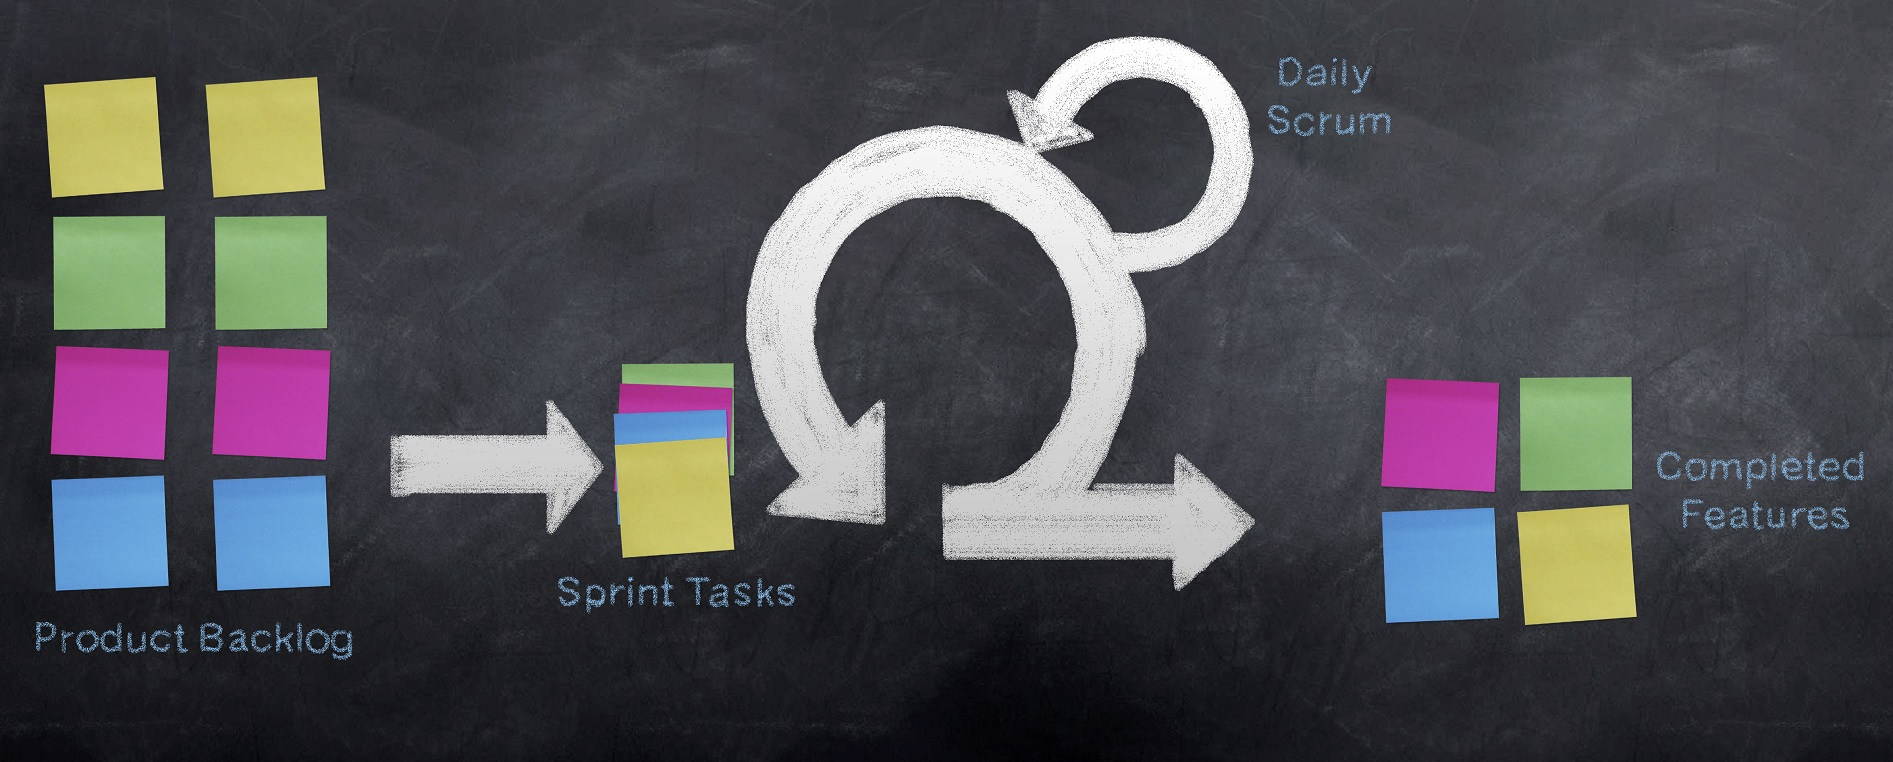 Daily
Scrum
Completed
Features
Sprint Tasks
Product Backlog